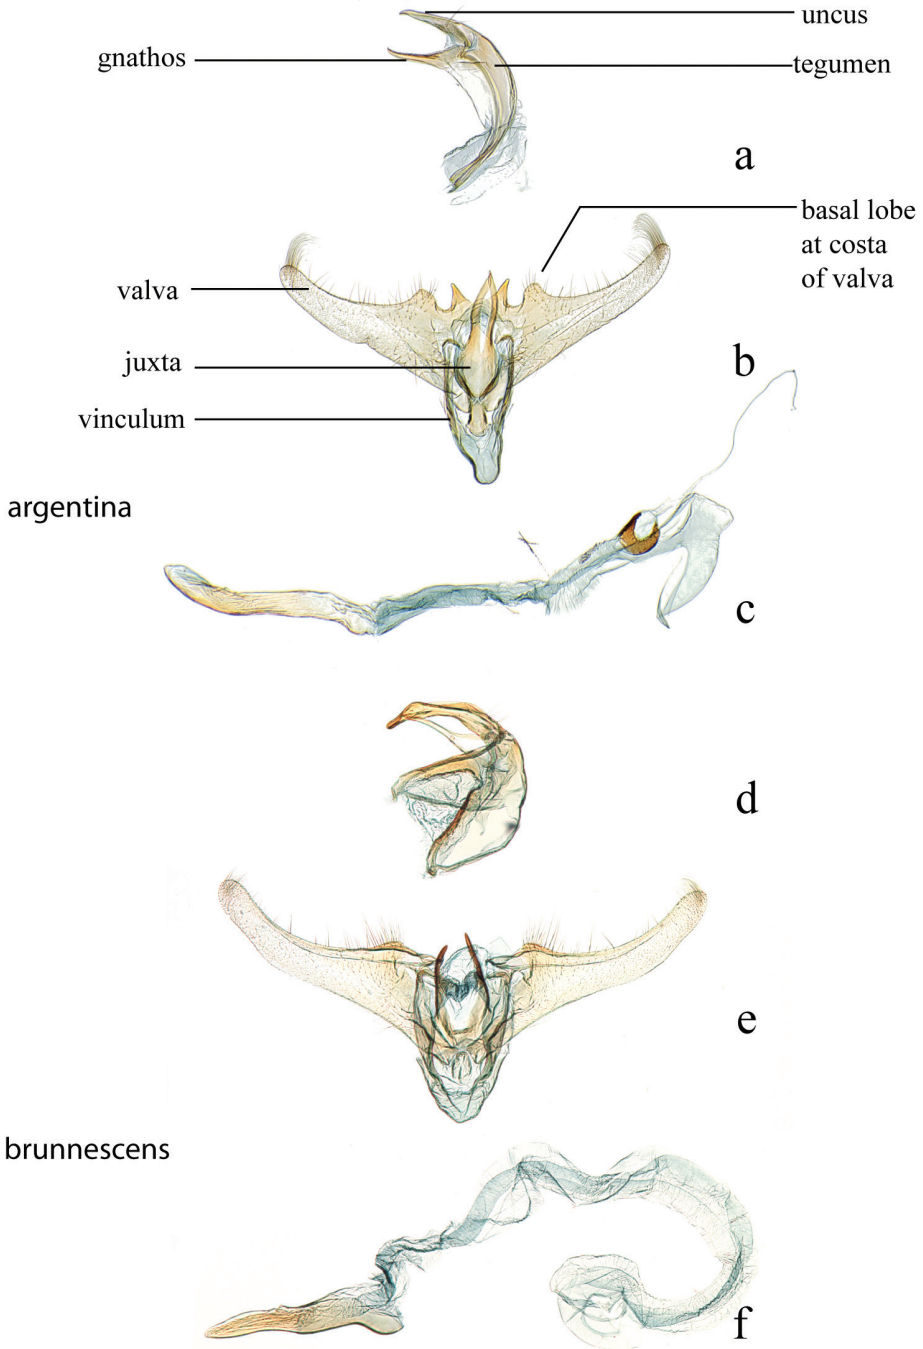 uncus
gnathos
tegumen
a
basal lobe
at costa
of valva
valva
juxta
b
vinculum
argentina
c
d
e
brunnescens
f